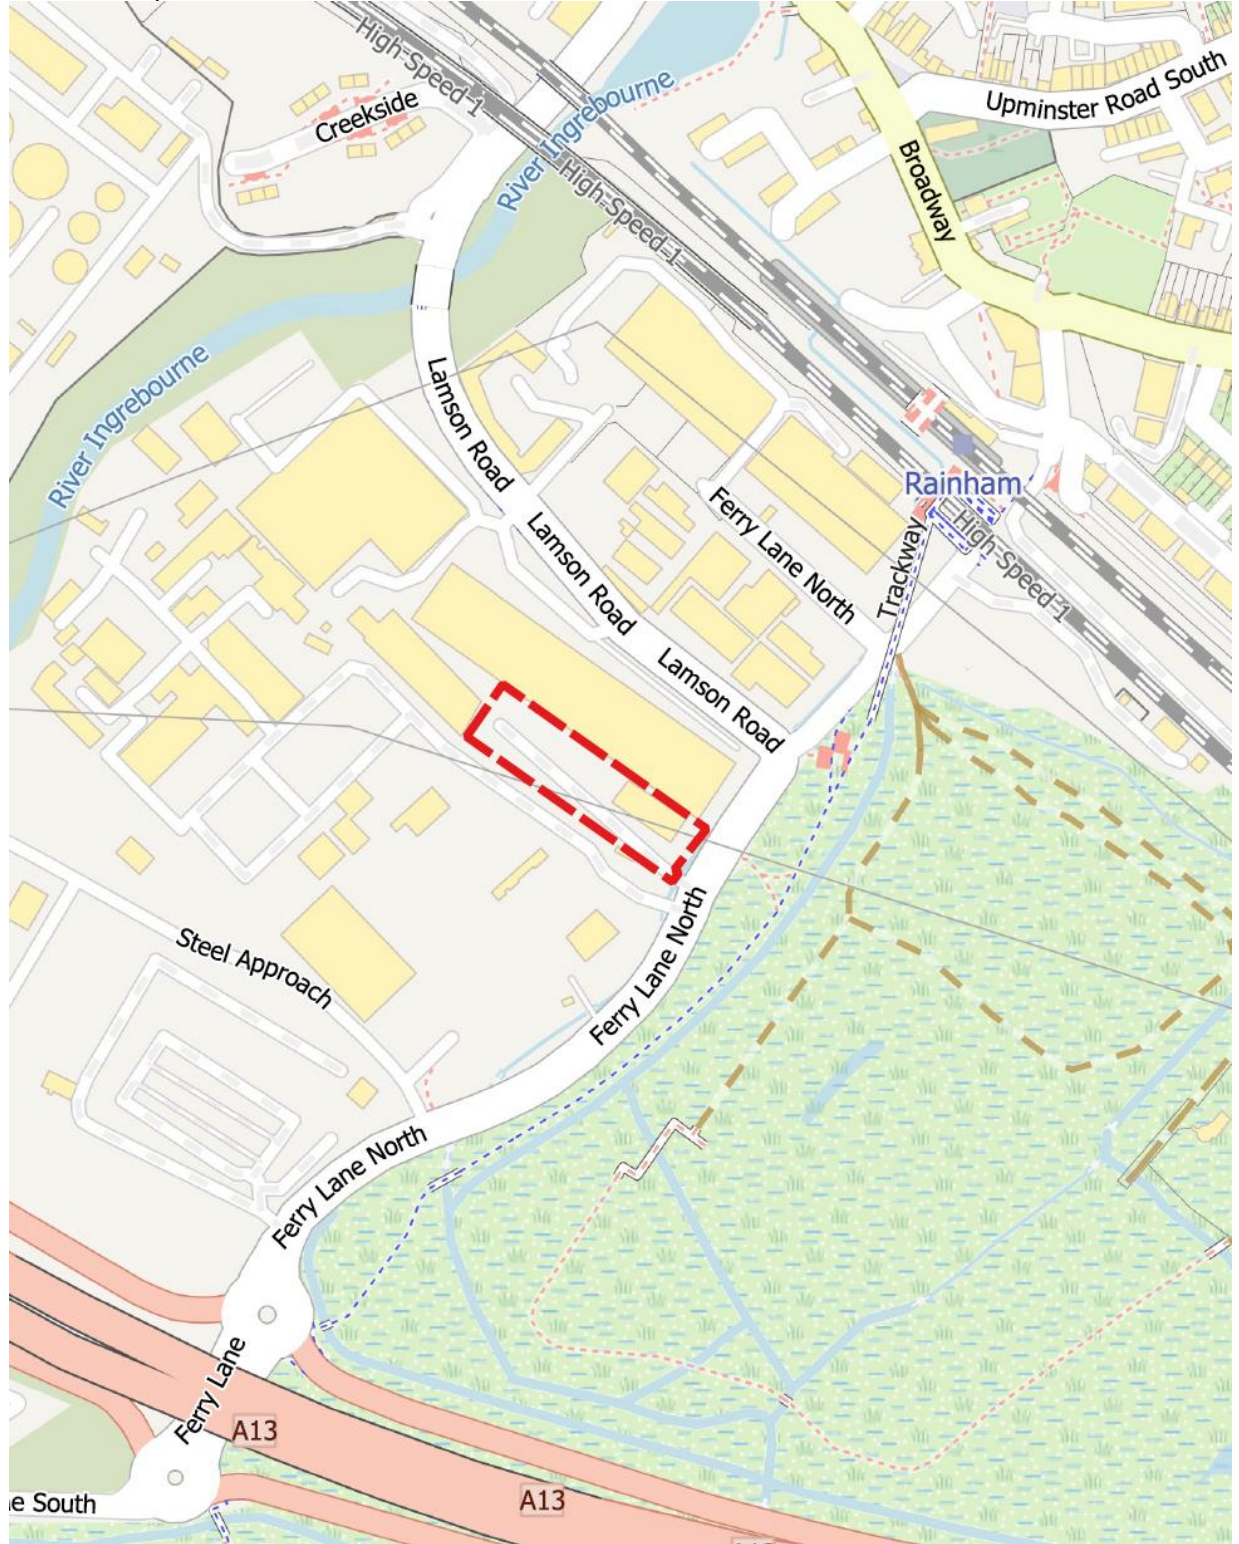 High-Speed-1
Creekside
River Ingrebourne
High-Speed-1
Upminster Road South
Broadway
River Ingrebourne
Lamson Road
Lamson Road
Lamson Road
Ferry Lane North
Rainham
Trackway
High-Speed-1
Ferry Lane North
Steel Approach
Ferry Lane North
Ferry Lane
A13
A13
e South